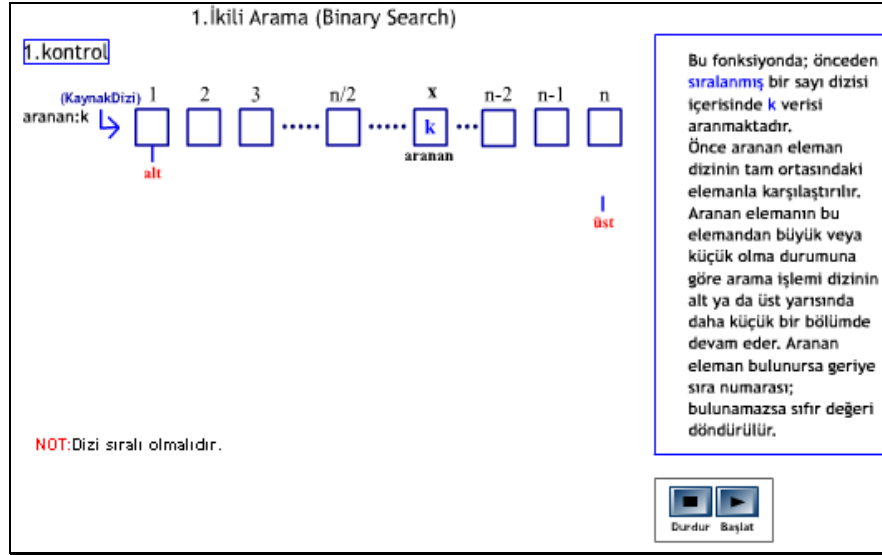 1.İkili Arama (Binary Search)
1.kontrol
(KaynakDizi) 1 2 3 n/2 x n-2 n-1 n
aranan:k ..... ..... k ...
aranan
alt
üst
NOT:Dizi sıralı olmalıdır.
Bu fonksiyonda; önceden
sıralanmış bir sayı dizisi
içerisinde k verisi
aranmaktadır.
Önce aranan eleman
dizinin tam ortasındaki
elemanla karşılaştırılır.
Aranan elemanın bu
elemandan büyük veya
küçük olma durumuna
göre arama işlemi dizinin
alt ya da üst yarısında
daha küçük bir bölümde
devam eder. Aranan
eleman bulunursa geriye
sıra numarası;
bulunamazsa sıfır değeri
döndürülür.
Durdur Başlat